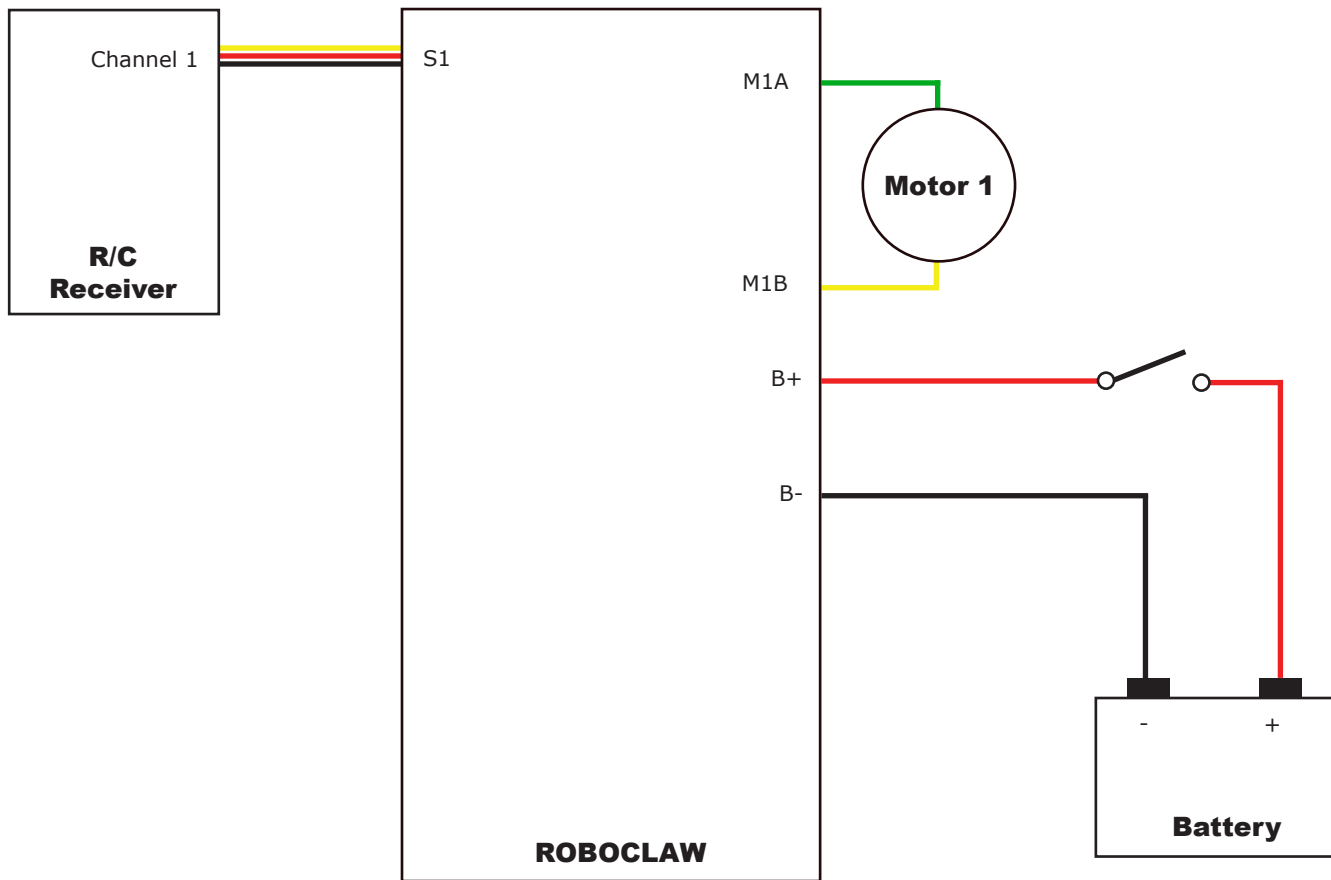 Channel 1
R/C
Receiver
S1
M1A
Motor 1
M1B
B+
B-
- +
Battery
ROBOCLAW